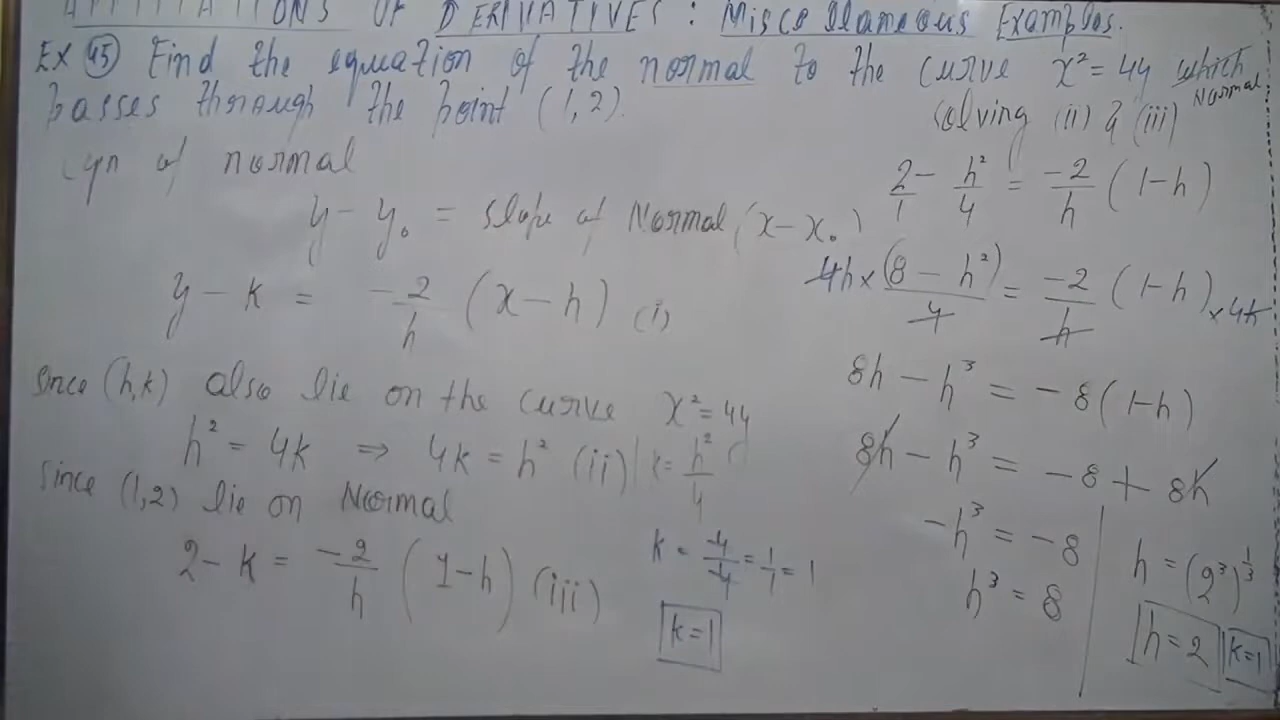 APPLICATIONS OF DERIVATIVES : Miscellaneous Examples.
Ex 45 Find the equation of the normal to the curve x² = 4y which
passes through the point (1, 2).
Eqn of normal
y - y₀ = slope of Normal (x - x₀)
y - k = -2/h (x - h) (i)
Since (h,k) also lie on the curve x² = 4y
h² = 4k ⇒ 4k = h² (ii) | k = h²/4
Since (1,2) lie on Normal
2 - k = -2/h (1 - h) (iii)
k = 4/4 = 1/1 = 1
k = 1
Normal
solving (ii) & (iii)
2/1 - h²/4 = -2/h (1 - h)
4h × (8 - h²)/4 = -2/h (1 - h) × 4h
8h - h³ = -8 (1 - h)
8h - h³ = -8 + 8h
-h³ = -8
h³ = 8
h = (2³)^1/3
h = 2 k = 1